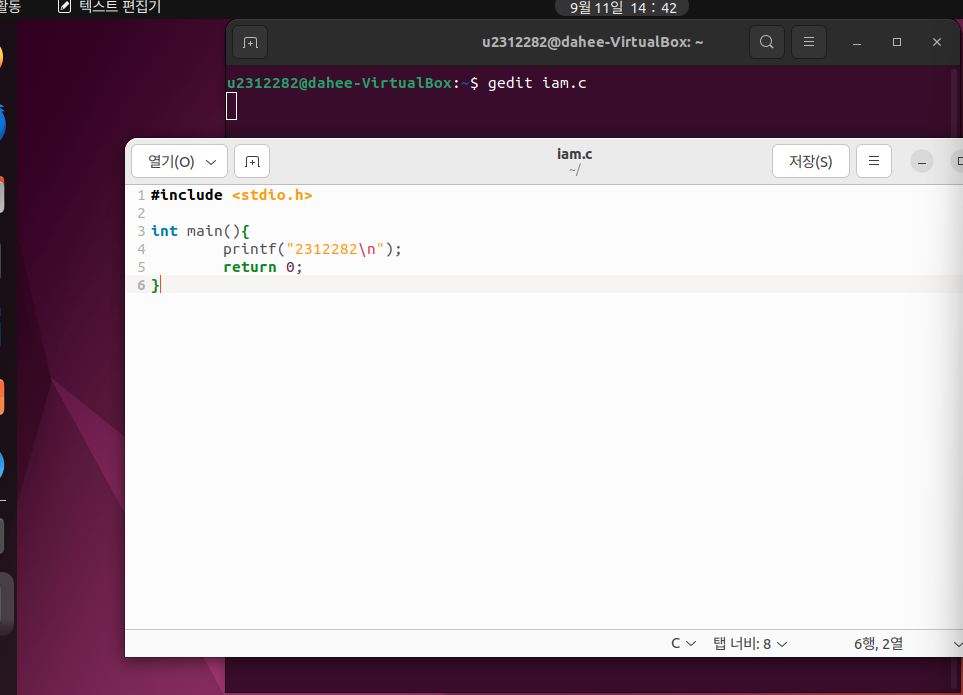 활동 텍스트 편집기 9월 11일 14 : 42
u2312282@dahee-VirtualBox: ~
u2312282@dahee-VirtualBox:~$ gedit iam.c
열기(O) iam.c 저장(S)
~/
1 #include <stdio.h>
2
3 int main(){
4 printf("2312282\n");
5 return 0;
6 }
C 탭 너비: 8 6행, 2열